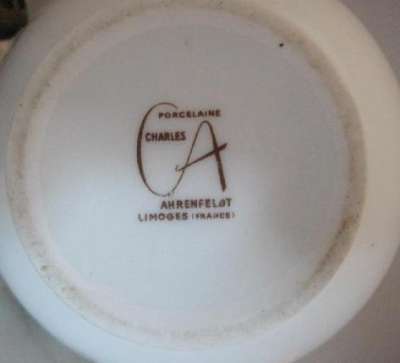 PORCELAINE
CHARLES
CA
AHRENFELDT
LIMOGES (FRANCE)